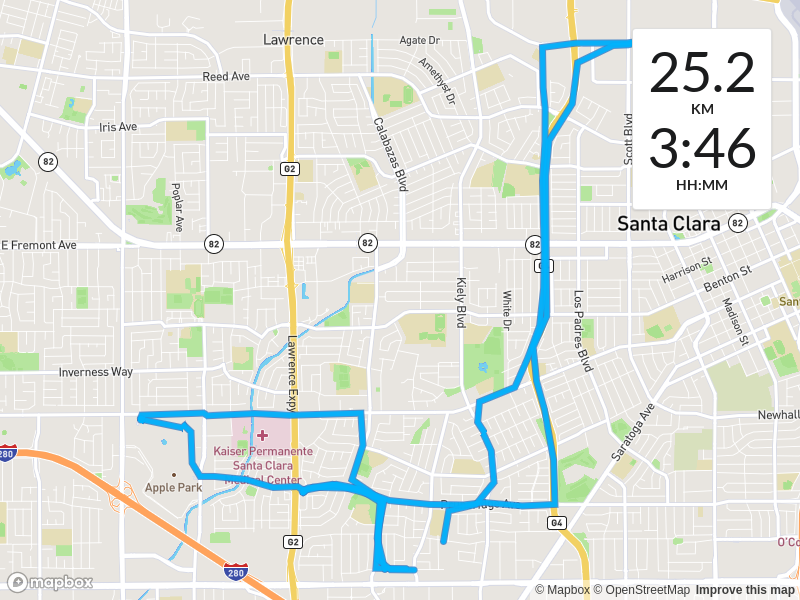 Lawrence
Agate Dr
Reed Ave
Amethyst Dr
25.2
KM
3:46
HH:MM
Iris Ave
Calabazas Blvd
Scott Blvd
82
G2
Poplar Ave
Santa Clara
82
E Fremont Ave
82
82
82
Harrison St
Benton St
Kiely Blvd
White Dr
Los Padres Blvd
Madison St
Lawrence Expy
Inverness Way
Saratoga Ave
Newhall
Kaiser Permanente
Santa Clara
Medical Center
280
Apple Park
G4
G2
280
O'Co
mapbox
© Mapbox © OpenStreetMap Improve this map